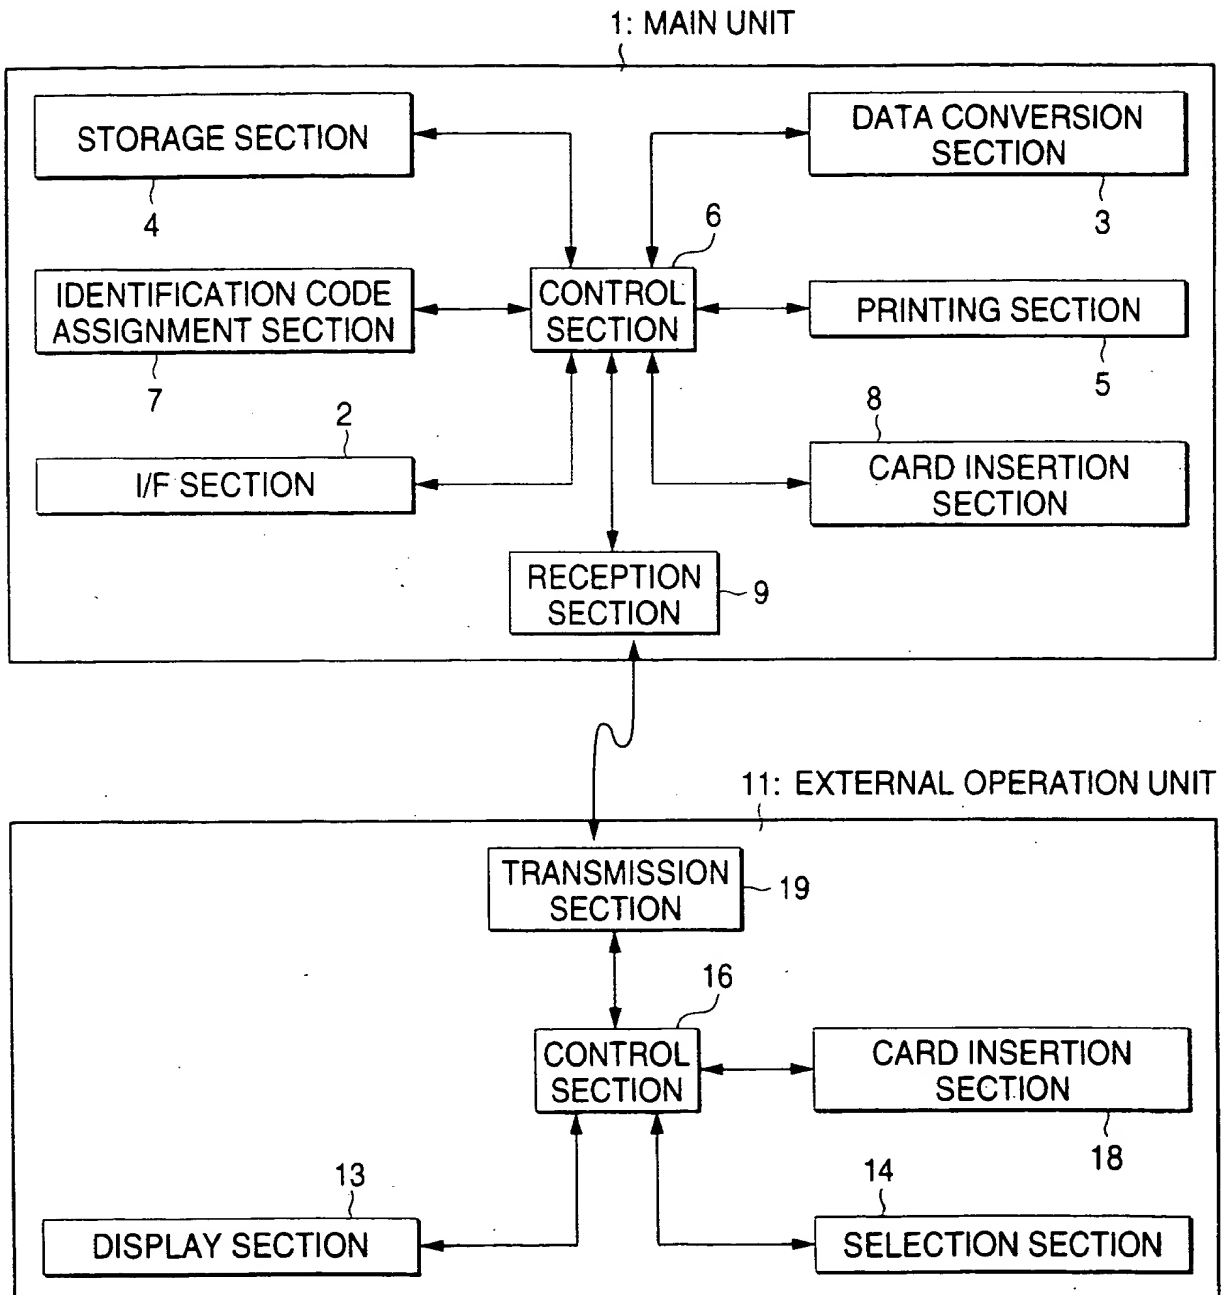 1: MAIN UNIT
STORAGE SECTION
4
DATA CONVERSION
SECTION
3
6
IDENTIFICATION CODE
ASSIGNMENT SECTION
7
CONTROL
SECTION
PRINTING SECTION
5
2
I/F SECTION
8
CARD INSERTION
SECTION
RECEPTION
SECTION
9
11: EXTERNAL OPERATION UNIT
TRANSMISSION
SECTION
19
16
CONTROL
SECTION
CARD INSERTION
SECTION
18
13
DISPLAY SECTION
14
SELECTION SECTION